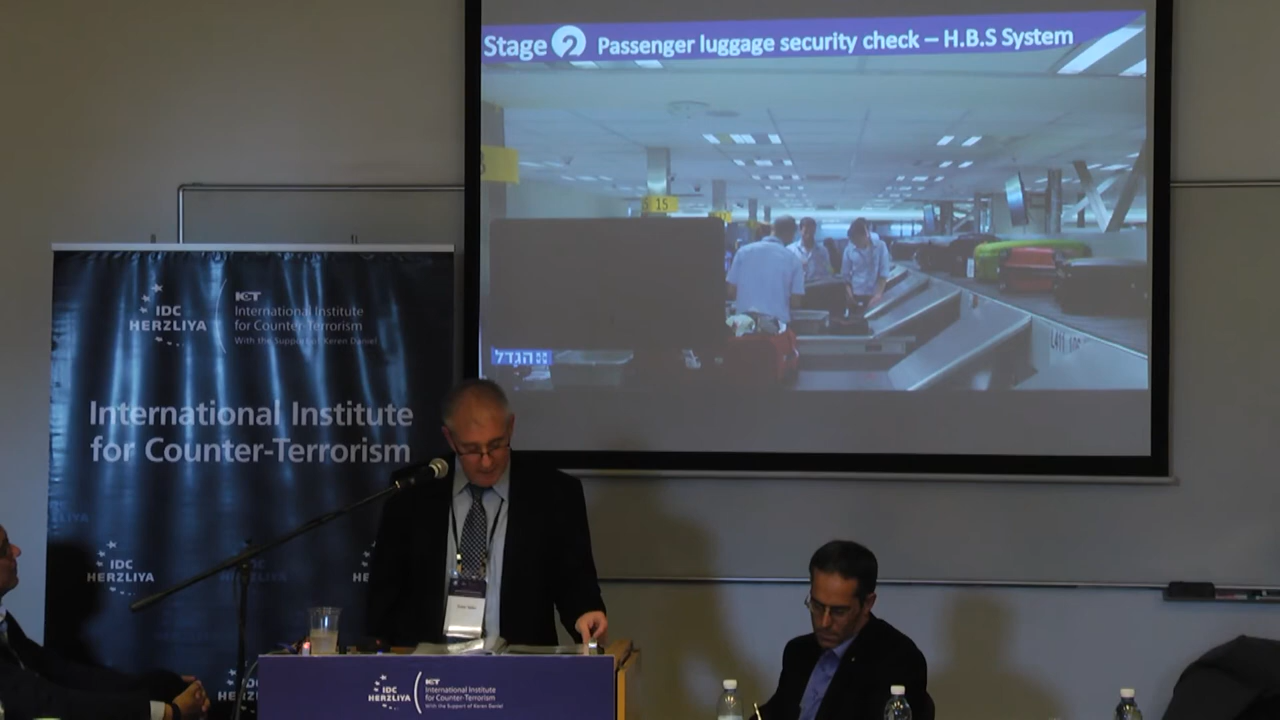 Stage 2 Passenger luggage security check – H.B.S System
15
הגדל
IDC
HERZLIYA
ICT
International Institute
for Counter-Terrorism
With the Support of Keren Daniel
International Institute
for Counter-Terrorism
IDC
HERZLIYA
IDC
HERZLIYA
ICT
International Institute
for Counter-Terrorism
With the Support of Keren Daniel